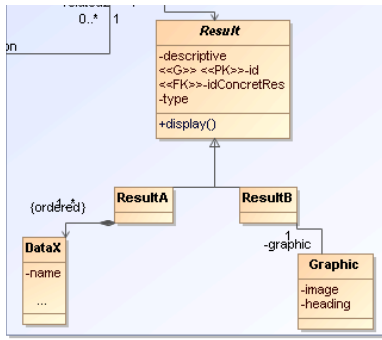 0..*
1
on
Result
-descriptive
<<G>> <<PK>>-id
<<FK>>-idConcretRes
-type
+display()
{ordered}
1..*
ResultA
ResultB
1
-graphic
DataX
-name
...
Graphic
-image
-heading